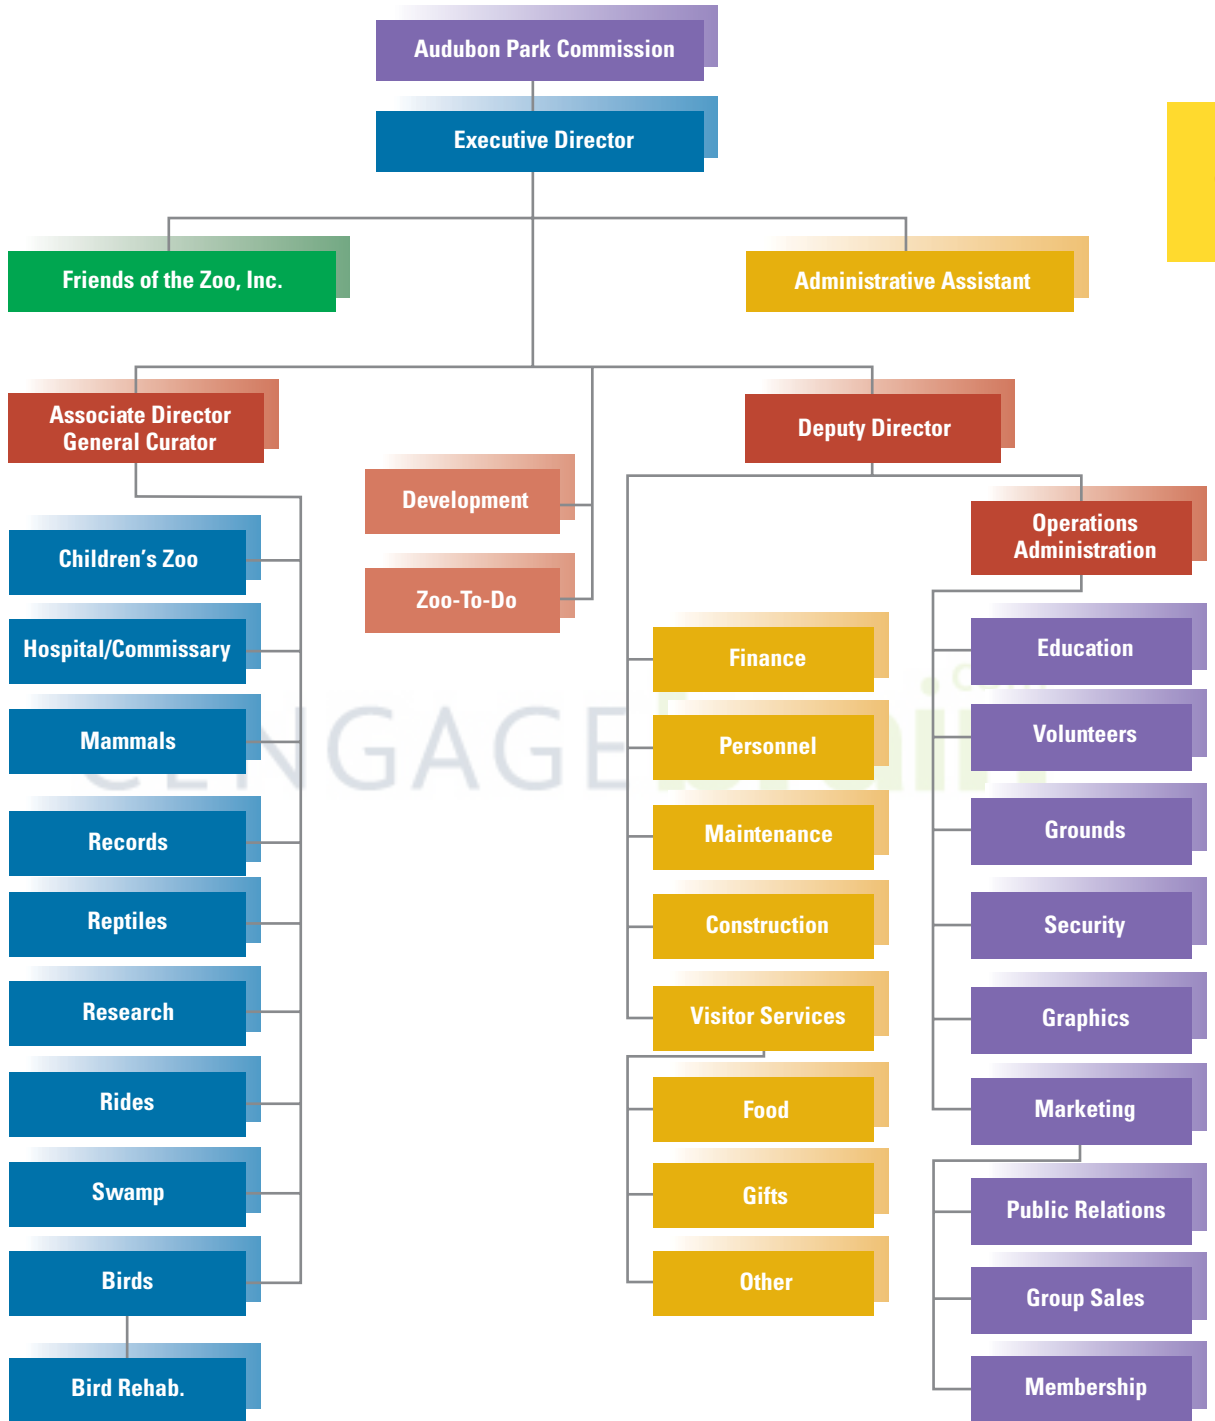 Audubon Park Commission
Executive Director
Friends of the Zoo, Inc.
Administrative Assistant
Associate Director
General Curator
Deputy Director
Development
Zoo-To-Do
Operations
Administration
Children's Zoo
Hospital/Commissary
Mammals
Records
Reptiles
Research
Rides
Swamp
Birds
Bird Rehab.
Finance
Personnel
Maintenance
Construction
Visitor Services
Food
Gifts
Other
Education
Volunteers
Grounds
Security
Graphics
Marketing
Public Relations
Group Sales
Membership